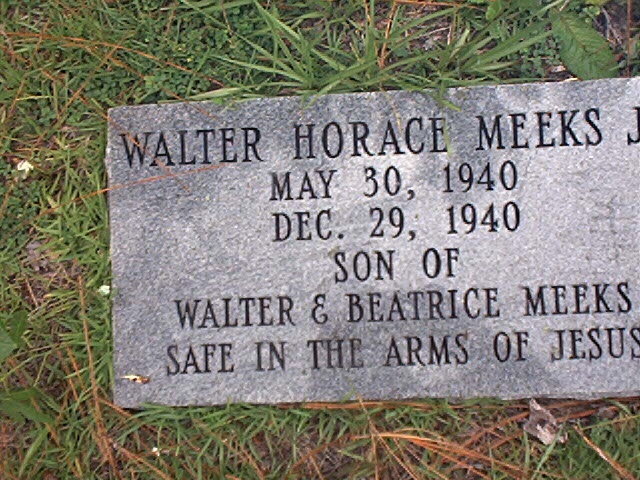 WALTER HORACE MEEKS J
MAY 30, 1940
DEC. 29, 1940
SON OF
WALTER & BEATRICE MEEKS
SAFE IN THE ARMS OF JESUS